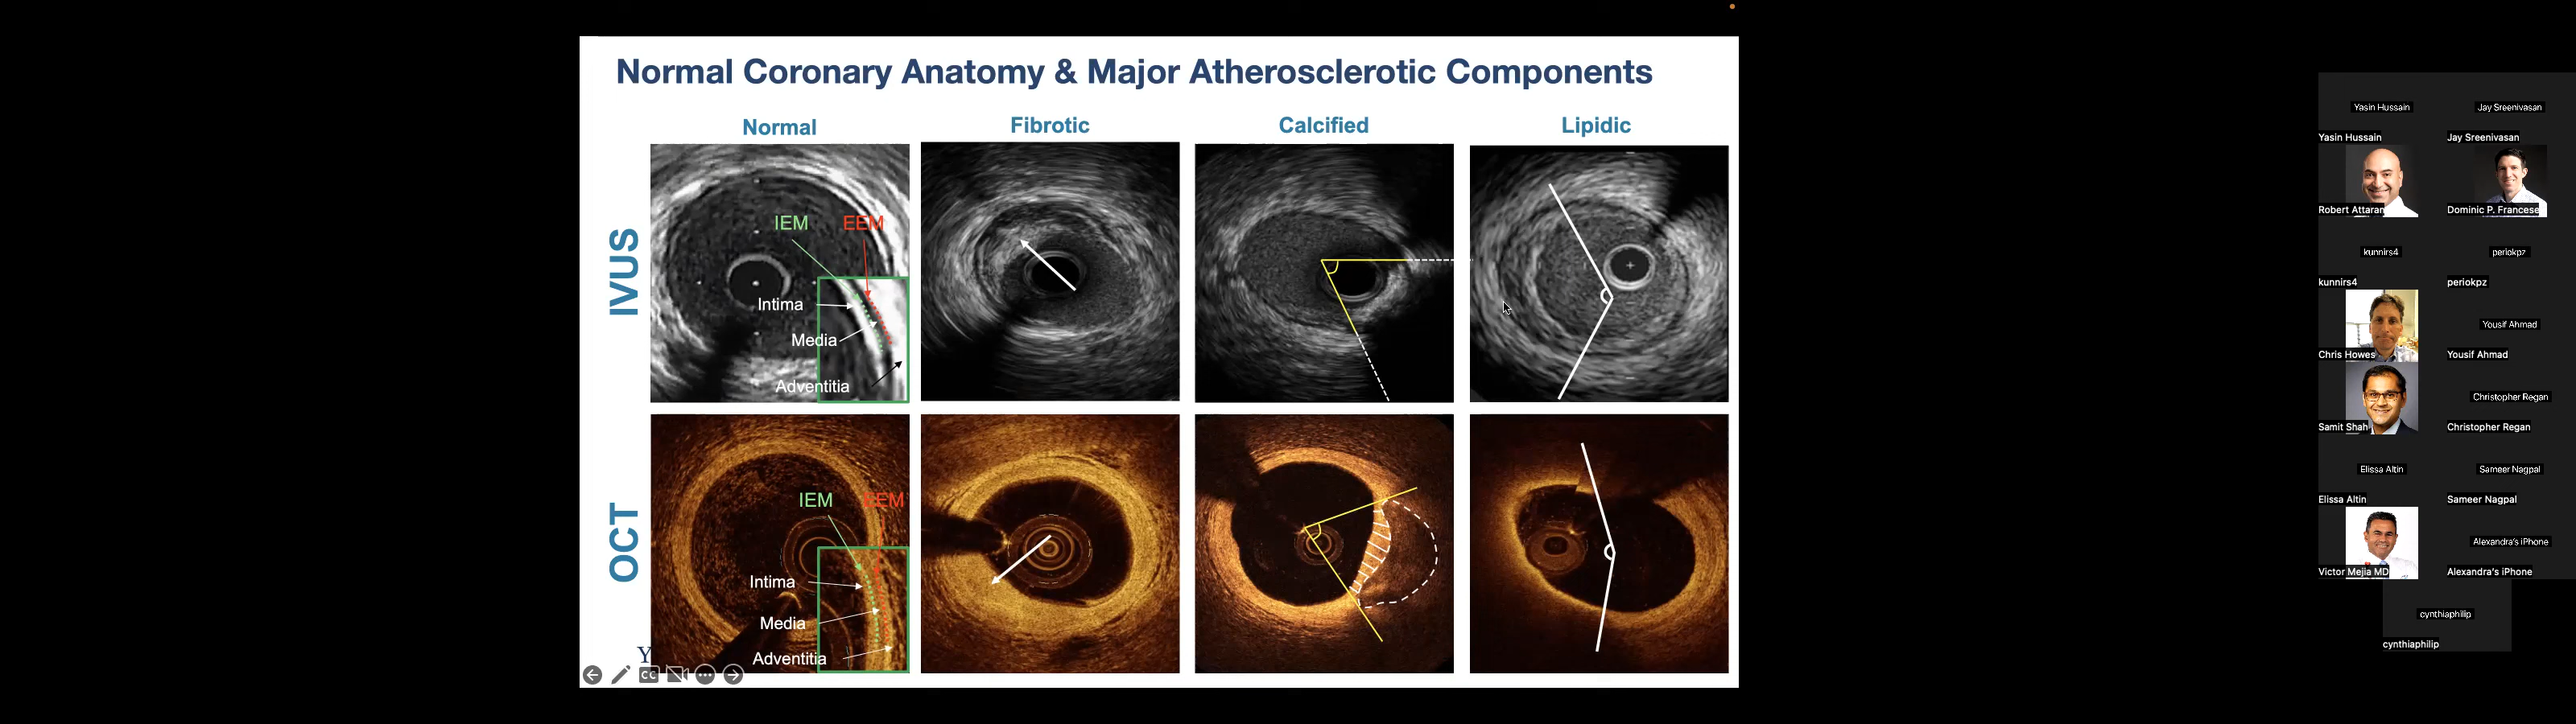 Normal Coronary Anatomy & Major Atherosclerotic Components
Normal
Fibrotic
Calcified
Lipidic
IVUS
IEM
EEM
Intima
Media
Adventitia
OCT
IEM
EEM
Intima
Media
Adventitia
Y
CC
Yasin Hussain
Jay Sreenivasan
Yasin Hussain
Jay Sreenivasan
Robert Attaran
Dominic P. Francese
kunnirs4
periokpz
kunnirs4
periokpz
Yousif Ahmad
Chris Howes
Yousif Ahmad
Christopher Regan
Samit Shah
Christopher Regan
Elissa Altin
Sameer Nagpal
Elissa Altin
Sameer Nagpal
Alexandra's iPhone
Victor Mejia MD
Alexandra's iPhone
cynthiaphilip
cynthiaphilip